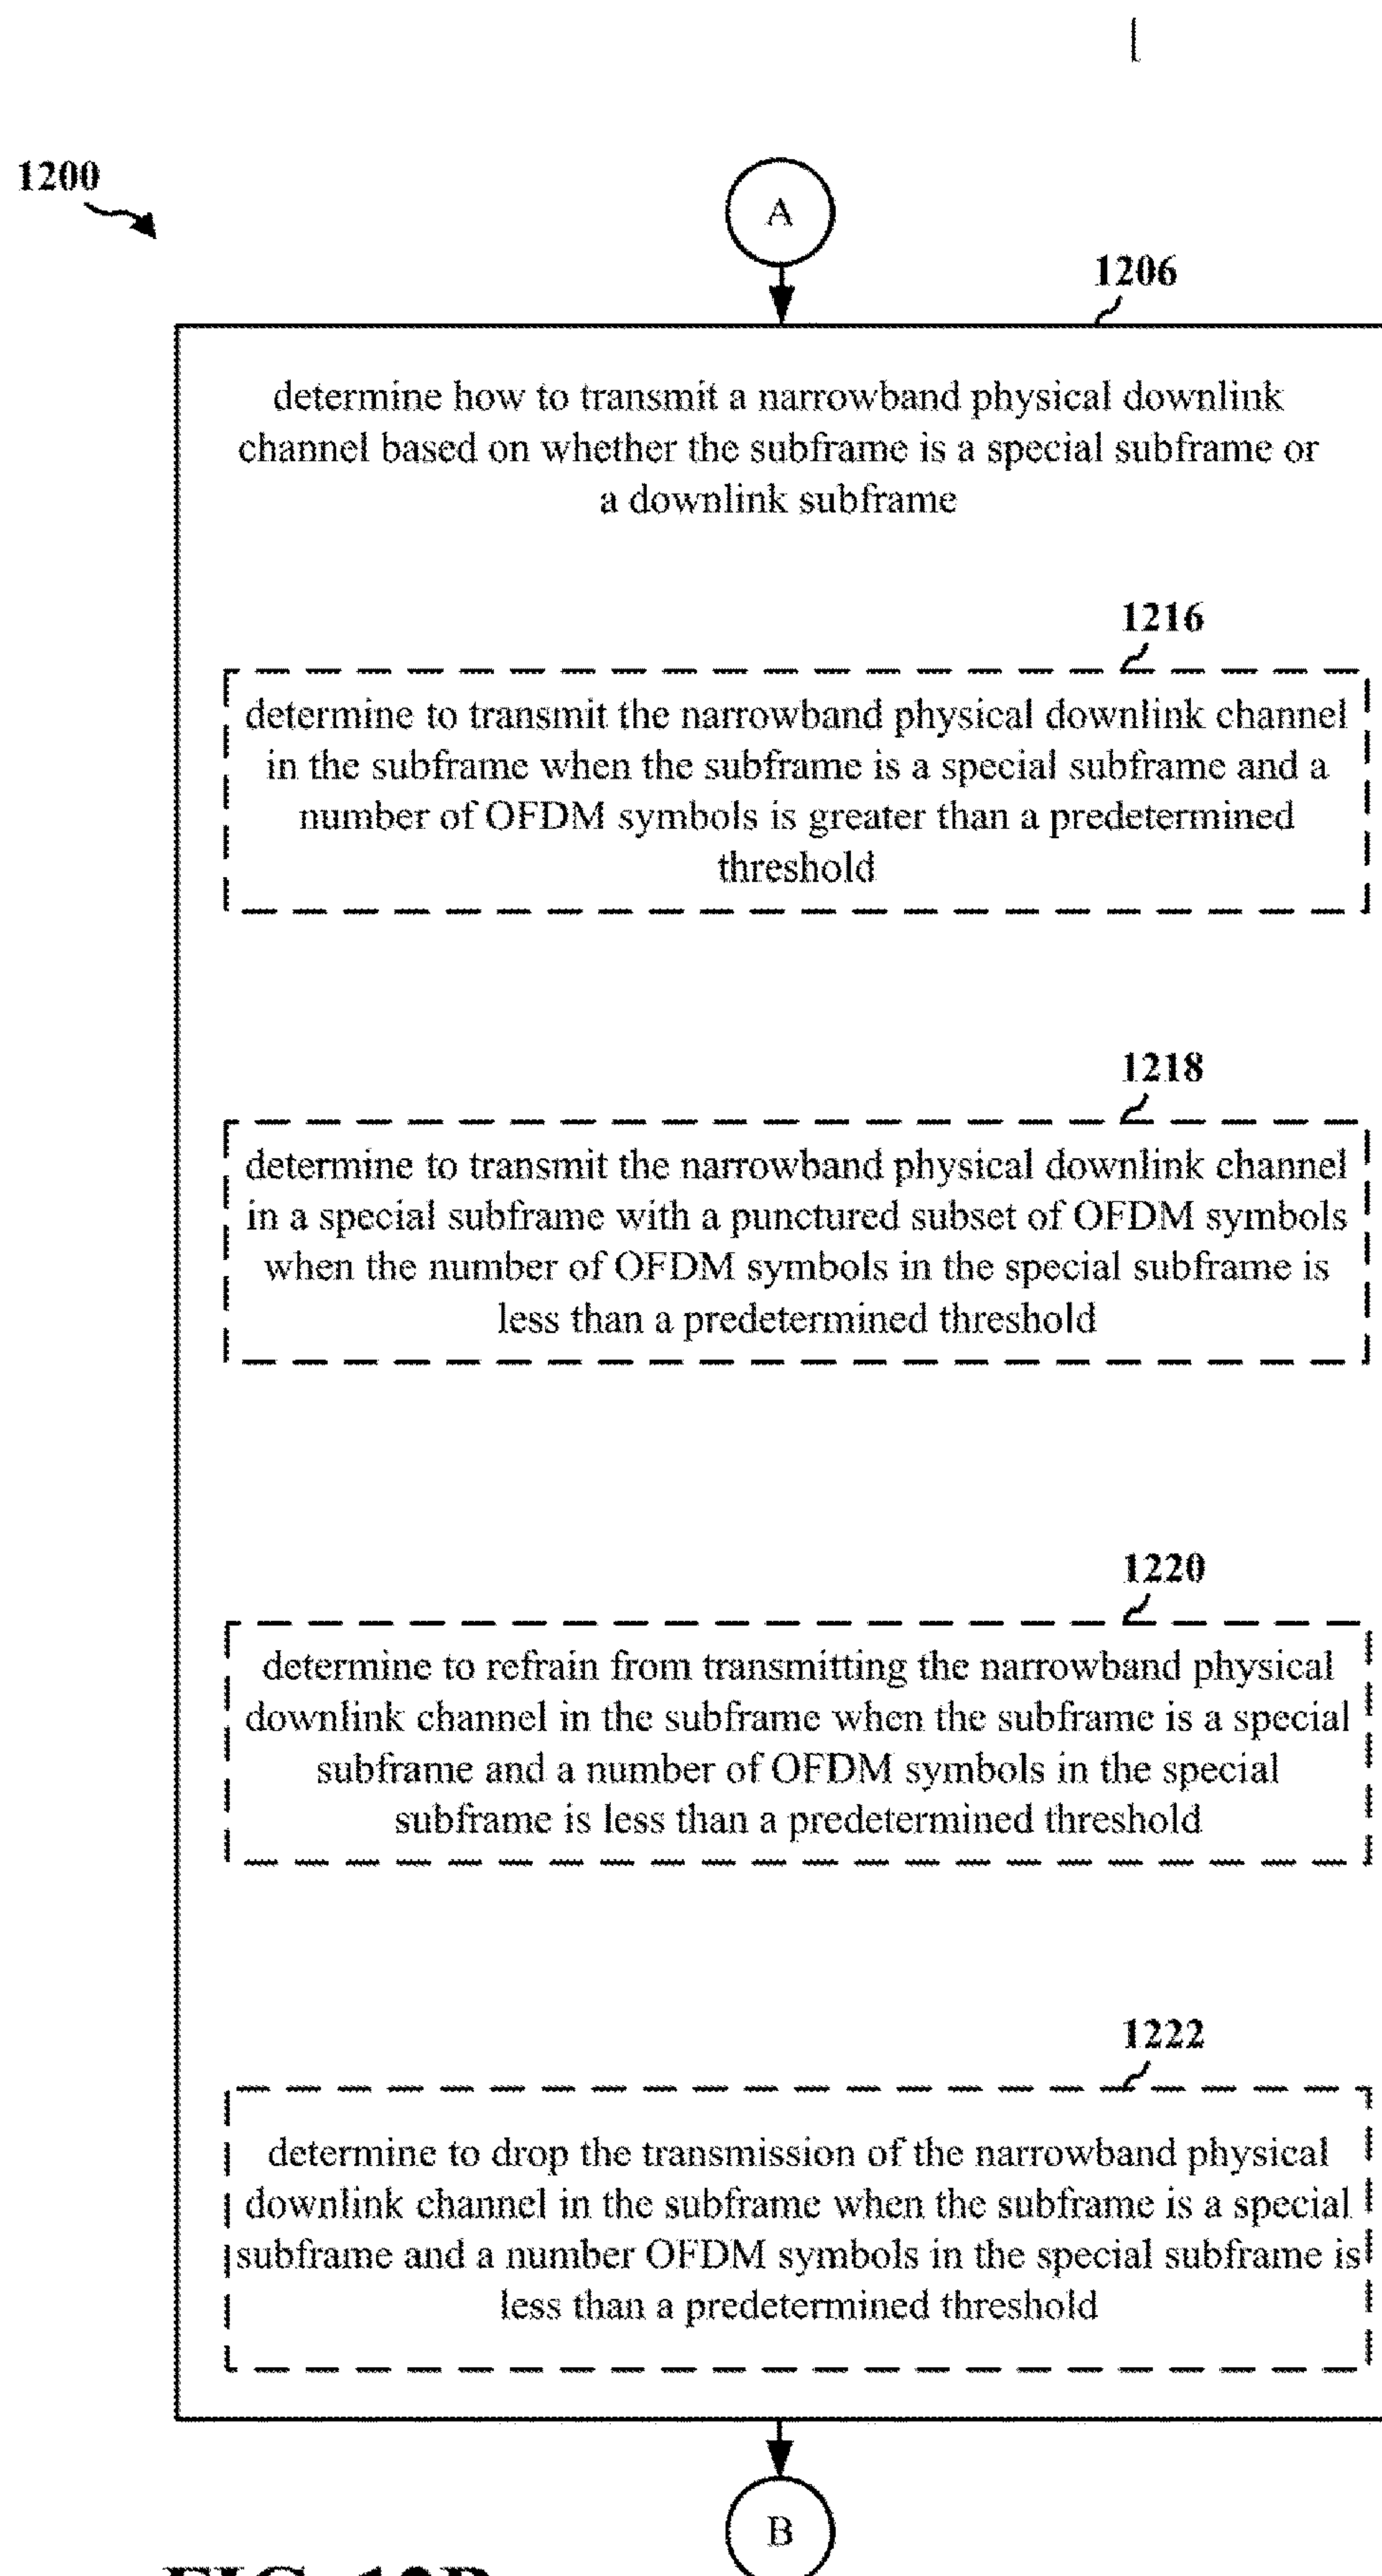 1200
A
1206
determine how to transmit a narrowband physical downlink
channel based on whether the subframe is a special subframe or
a downlink subframe
1216
determine to transmit the narrowband physical downlink channel
in the subframe when the subframe is a special subframe and a
number of OFDM symbols is greater than a predetermined
threshold
1218
determine to transmit the narrowband physical downlink channel
in a special subframe with a punctured subset of OFDM symbols
when the number of OFDM symbols in the special subframe is
less than a predetermined threshold
1220
determine to refrain from transmitting the narrowband physical
downlink channel in the subframe when the subframe is a special
subframe and a number of OFDM symbols in the special
subframe is less than a predetermined threshold
1222
determine to drop the transmission of the narrowband physical
downlink channel in the subframe when the subframe is a special
subframe and a number OFDM symbols in the special subframe is
less than a predetermined threshold
B